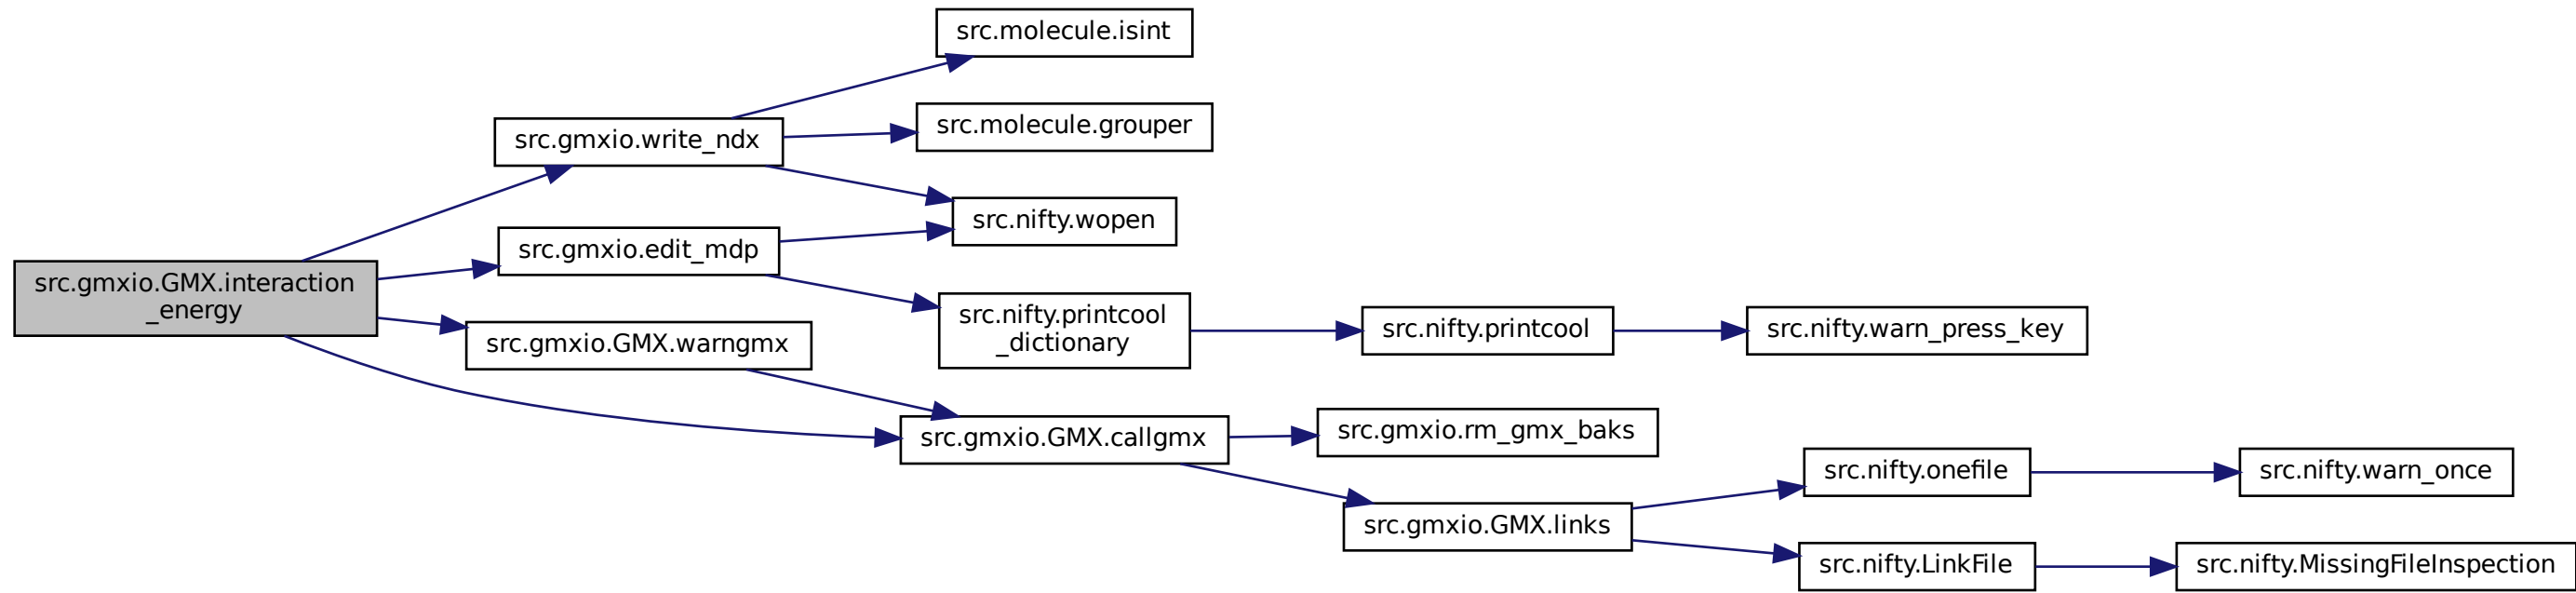 src.gmxio.GMX.interaction
_energy
src.gmxio.write_ndx
src.molecule.isint
src.molecule.grouper
src.nifty.wopen
src.gmxio.edit_mdp
src.nifty.printcool
_dictionary
src.nifty.printcool
src.nifty.warn_press_key
src.gmxio.GMX.warngmx
src.gmxio.GMX.callgmx
src.gmxio.rm_gmx_baks
src.gmxio.GMX.links
src.nifty.onefile
src.nifty.warn_once
src.nifty.LinkFile
src.nifty.MissingFileInspection